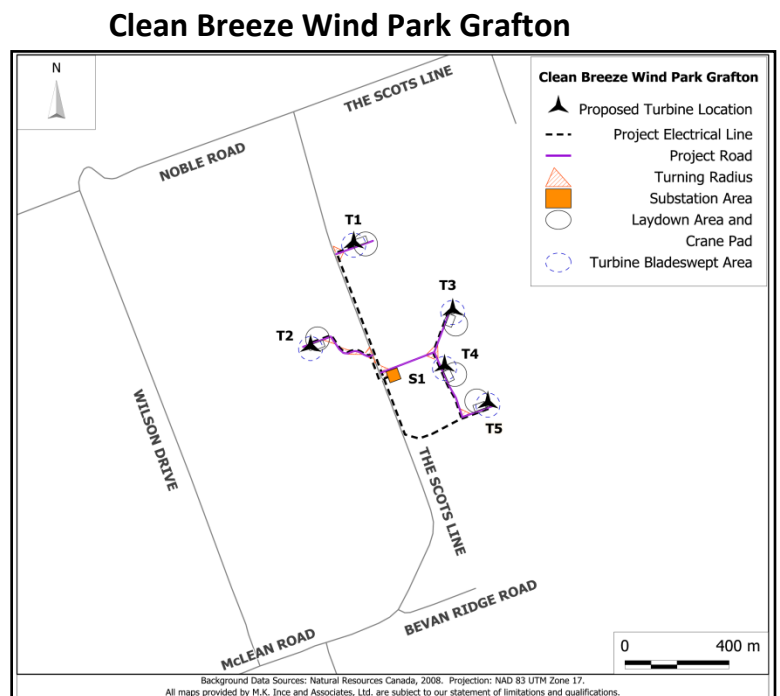 Clean Breeze Wind Park Grafton
N
THE SCOTS LINE
NOBLE ROAD
Clean Breeze Wind Park Grafton
Proposed Turbine Location
Project Electrical Line
Project Road
Turning Radius
Substation Area
Laydown Area and
Crane Pad
Turbine Bladeswept Area
T1
T3
T2
T4
S1
T5
WILSON DRIVE
THE SCOTS LINE
BEVAN RIDGE ROAD
McLEAN ROAD
0 400 m
Background Data Sources: Natural Resources Canada, 2008. Projection: NAD 83 UTM Zone 17.
All maps provided by M.K. Ince and Associates, Ltd. are subject to our statement of limitations and qualifications.